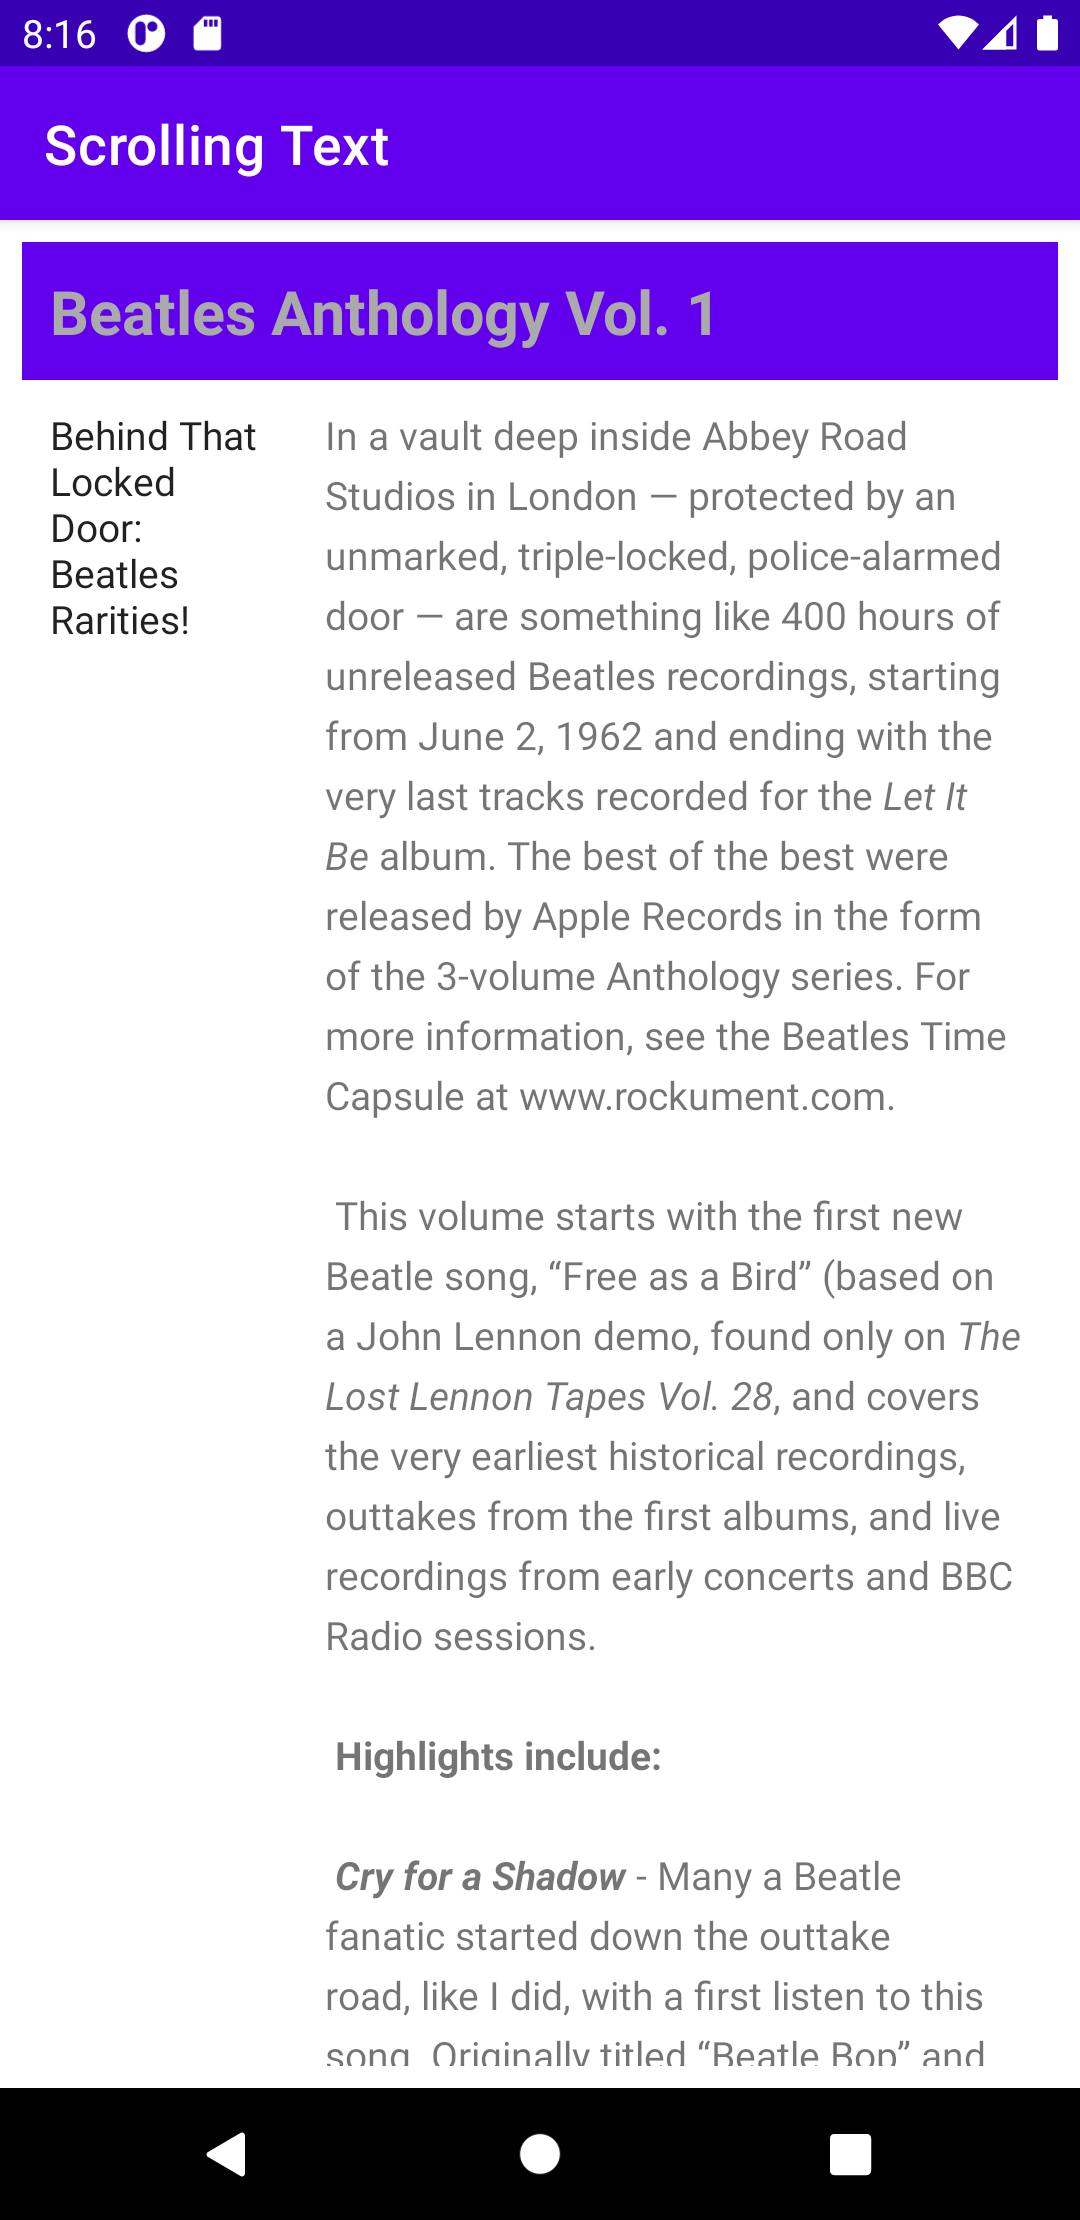 8:16
Scrolling Text
Beatles Anthology Vol. 1
Behind That
Locked
Door:
Beatles
Rarities!
In a vault deep inside Abbey Road
Studios in London — protected by an
unmarked, triple-locked, police-alarmed
door — are something like 400 hours of
unreleased Beatles recordings, starting
from June 2, 1962 and ending with the
very last tracks recorded for the Let It
Be album. The best of the best were
released by Apple Records in the form
of the 3-volume Anthology series. For
more information, see the Beatles Time
Capsule at www.rockument.com.
This volume starts with the first new
Beatle song, “Free as a Bird” (based on
a John Lennon demo, found only on The
Lost Lennon Tapes Vol. 28, and covers
the very earliest historical recordings,
outtakes from the first albums, and live
recordings from early concerts and BBC
Radio sessions.
Highlights include:
Cry for a Shadow - Many a Beatle
fanatic started down the outtake
road, like I did, with a first listen to this
song. Originally titled “Beatle Bop” and